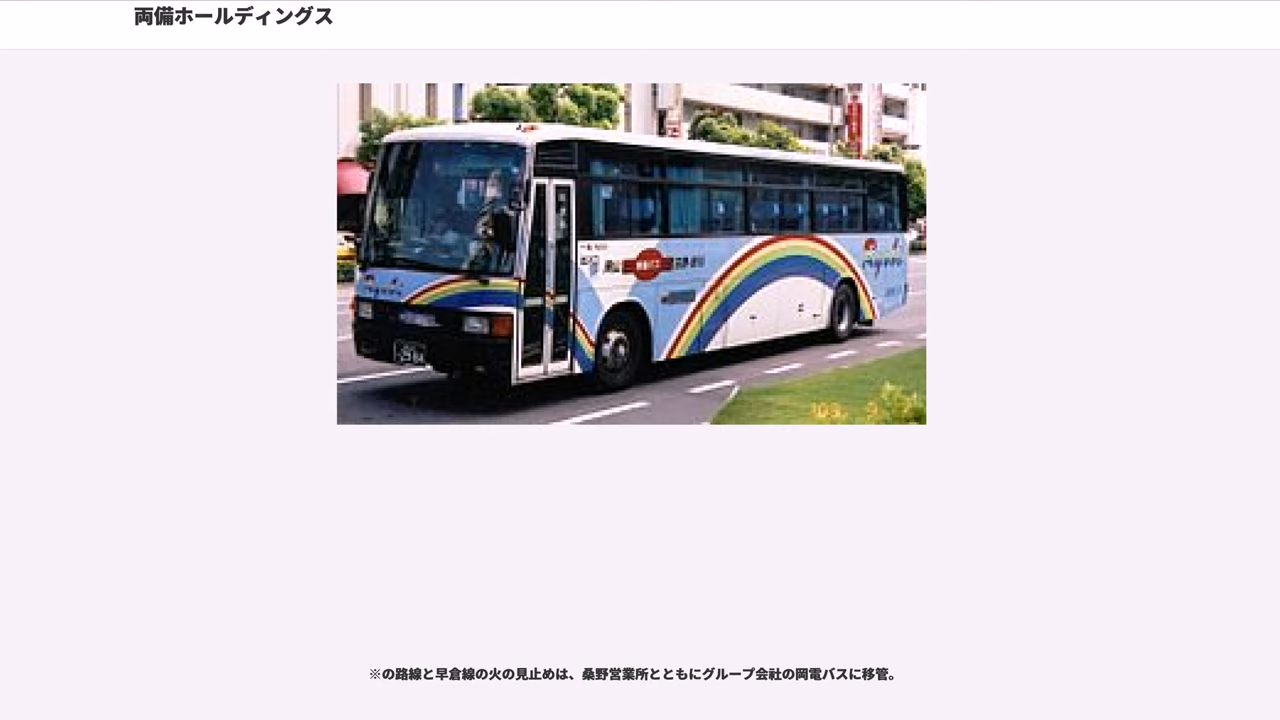 両備ホールディングス
※の路線と早倉線の火の見止めは、桑野営業所とともにグループ会社の岡電バスに移管。